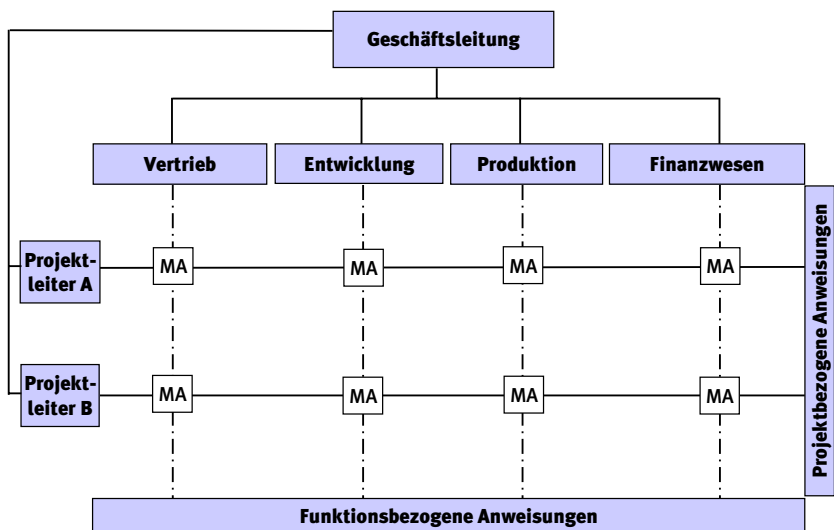 Geschäftsleitung
Vertrieb
Entwicklung
Produktion
Finanzwesen
Projektbezogene Anweisungen
Projekt-
leiter A
MA
MA
MA
MA
Projekt-
leiter B
MA
MA
MA
MA
Funktionsbezogene Anweisungen